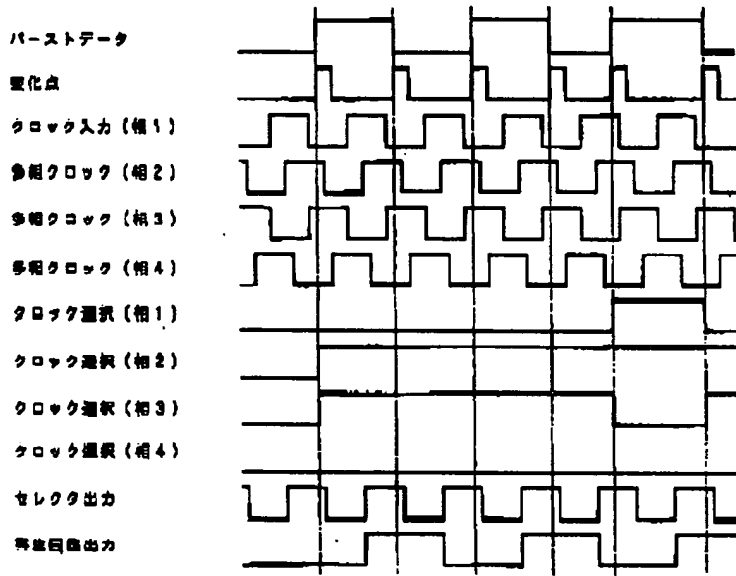 バーストデータ
変化点
クロック入力(相1)
多相クロック(相2)
多相クロック(相3)
多相クロック(相4)
クロック選択(相1)
クロック選択(相2)
クロック選択(相3)
クロック選択(相4)
セレクタ出力
再生回路出力